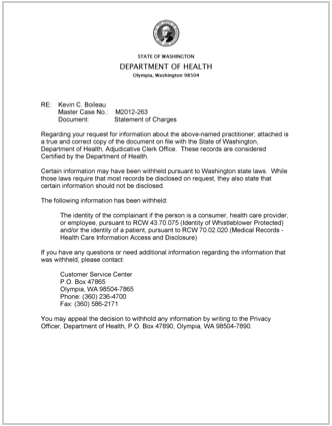 STATE OF WASHINGTON
DEPARTMENT OF HEALTH
Olympia, Washington 98504
RE: Kevin C. Boileau
Master Case No.: M2012-263
Document: Statement of Charges
Regarding your request for information about the above-named practitioner; attached is
a true and correct copy of the document on file with the State of Washington,
Department of Health, Adjudicative Clerk Office. These records are considered
Certified by the Department of Health.
Certain information may have been withheld pursuant to Washington state laws. While
those laws require that most records be disclosed on request, they also state that
certain information should not be disclosed.
The following information has been withheld:
The identity of the complainant if the person is a consumer, health care provider,
or employee, pursuant to RCW 43.70.075 (Identity of Whistleblower Protected)
and/or the identity of a patient, pursuant to RCW 70.02.020 (Medical Records -
Health Care Information Access and Disclosure)
If you have any questions or need additional information regarding the information that
was withheld, please contact:
Customer Service Center
P.O. Box 47865
Olympia, WA 98504-7865
Phone: (360) 236-4700
Fax: (360) 586-2171
You may appeal the decision to withhold any information by writing to the Privacy
Officer, Department of Health, P.O. Box 47890, Olympia, WA 98504-7890.